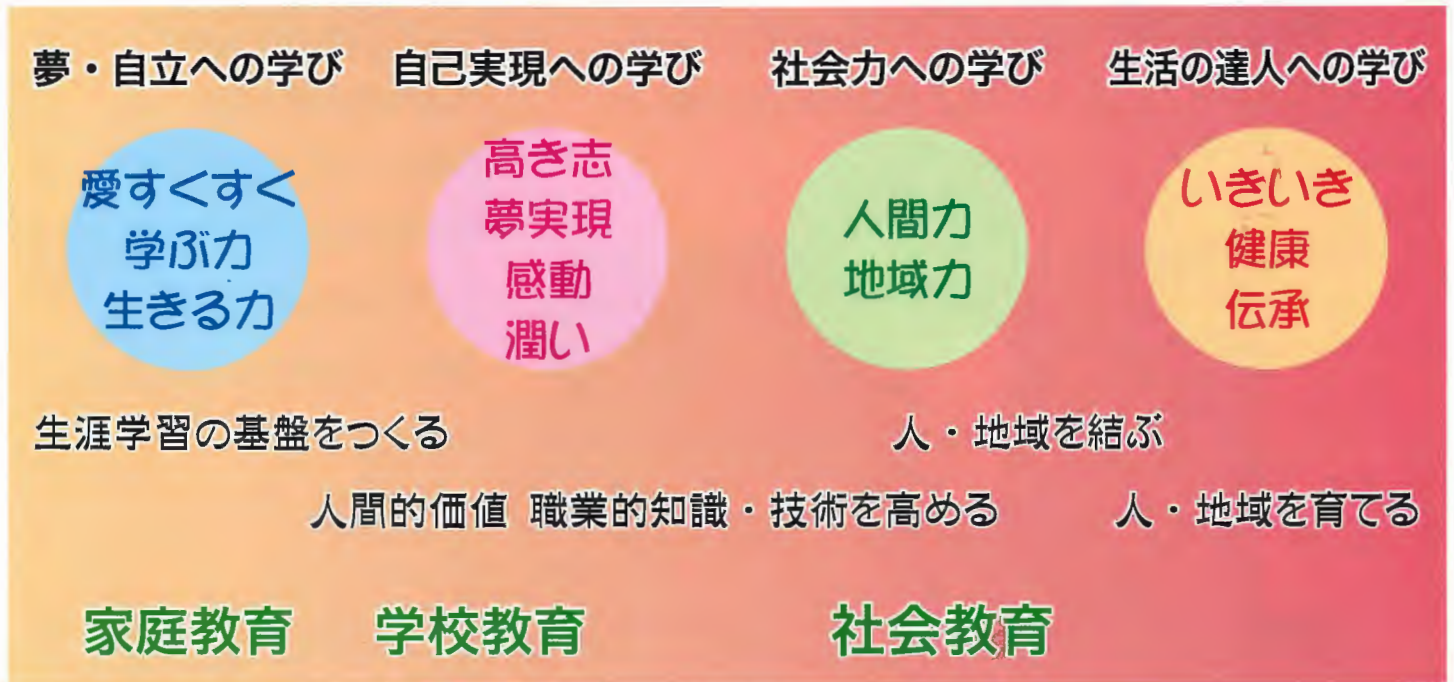 夢・自立への学び 自己実現への学び 社会力への学び 生活の達人への学び
愛すくすく
学ぶ力
生きる力
高き志
夢実現
感動
潤い
人間力
地域力
いきいき
健康
伝承
生涯学習の基盤をつくる 人・地域を結ぶ
人間的価値 職業的知識・技術を高める 人・地域を育てる
家庭教育 学校教育 社会教育